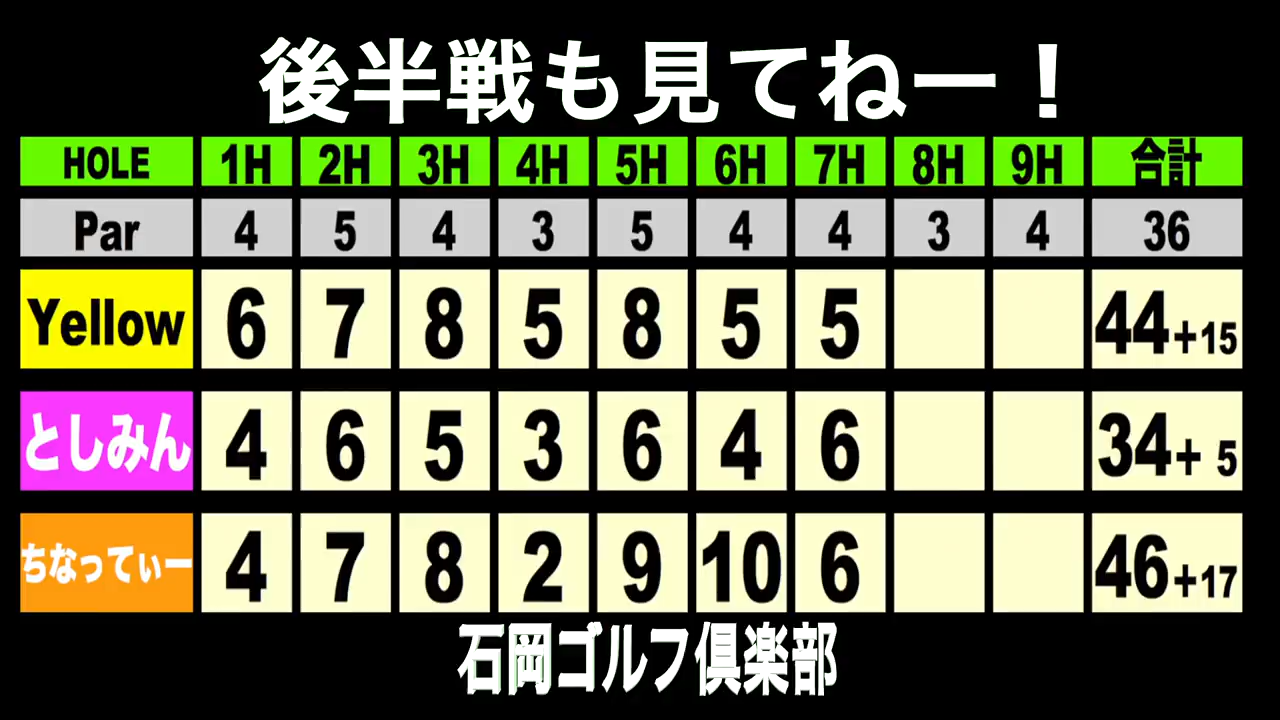 後半戦も見てねー！
HOLE 1H 2H 3H 4H 5H 6H 7H 8H 9H 合計
Par 4 5 4 3 5 4 4 3 4 36
Yellow 6 7 8 5 8 5 5 44+15
としみん 4 6 5 3 6 4 6 34+ 5
ちなってぃー 4 7 8 2 9 10 6 46+17
石岡ゴルフ倶楽部